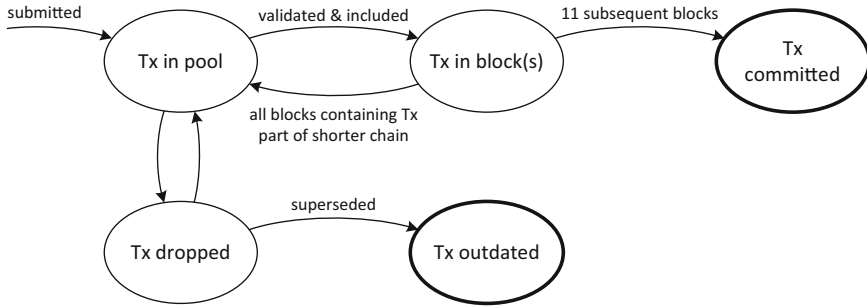 submitted
validated & included
11 subsequent blocks
Tx in pool
Tx in block(s)
Tx
committed
all blocks containing Tx
part of shorter chain
superseded
Tx dropped
Tx outdated